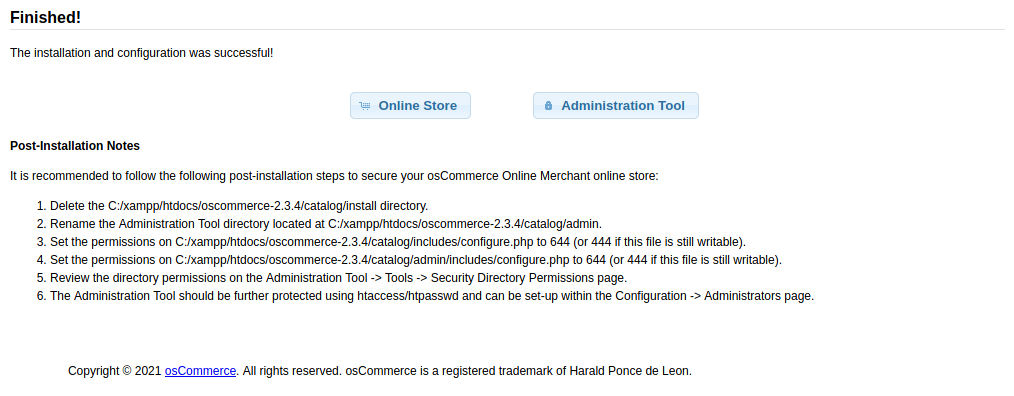 Finished!
The installation and configuration was successful!
Online Store
Administration Tool
Post-Installation Notes
It is recommended to follow the following post-installation steps to secure your osCommerce Online Merchant online store:
1. Delete the C:/xampp/htdocs/oscommerce-2.3.4/catalog/install directory.
2. Rename the Administration Tool directory located at C:/xampp/htdocs/oscommerce-2.3.4/catalog/admin.
3. Set the permissions on C:/xampp/htdocs/oscommerce-2.3.4/catalog/includes/configure.php to 644 (or 444 if this file is still writable).
4. Set the permissions on C:/xampp/htdocs/oscommerce-2.3.4/catalog/admin/includes/configure.php to 644 (or 444 if this file is still writable).
5. Review the directory permissions on the Administration Tool -> Tools -> Security Directory Permissions page.
6. The Administration Tool should be further protected using htaccess/htpasswd and can be set-up within the Configuration -> Administrators page.
Copyright © 2021 osCommerce. All rights reserved. osCommerce is a registered trademark of Harald Ponce de Leon.